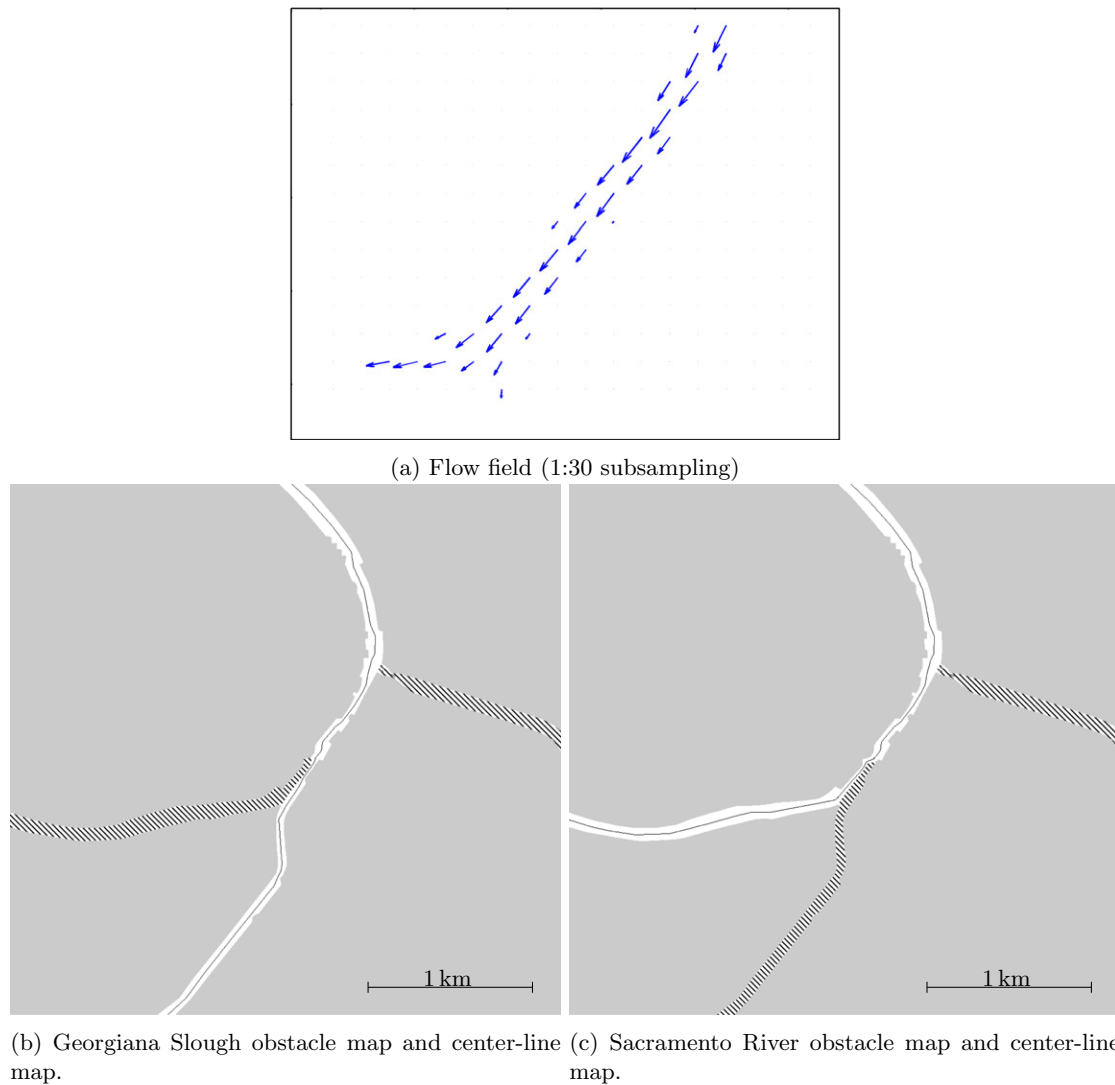 (a) Flow field (1:30 subsampling)
1 km
1 km
(b) Georgiana Slough obstacle map and center-line
map.
(c) Sacramento River obstacle map and center-line
map.